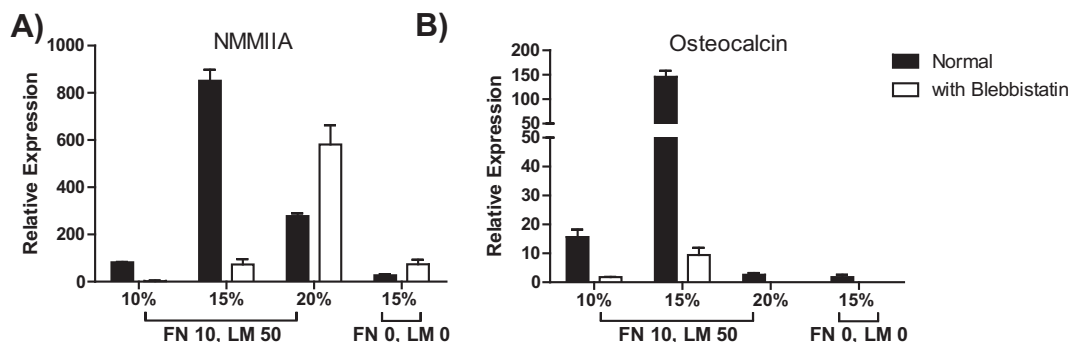 A)
NMMIIA
Relative Expression
1000
800
600
400
200
0
10%
15%
20%
15%
FN 10, LM 50
FN 0, LM 0
B)
Osteocalcin
Relative Expression
200
150
100
50
50
40
30
20
10
0
10%
15%
20%
15%
FN 10, LM 50
FN 0, LM 0
Normal
with Blebbistatin